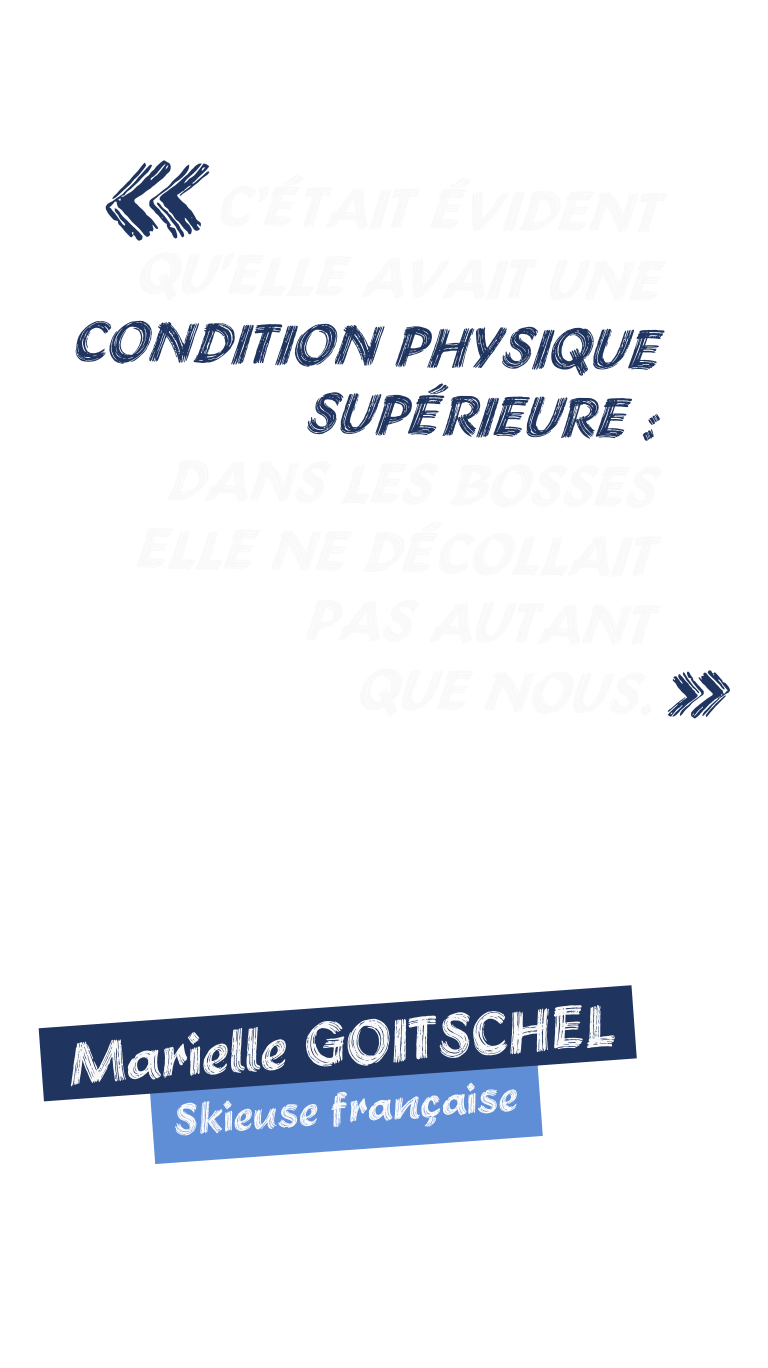 « C'ÉTAIT ÉVIDENT
QU'ELLE AVAIT UNE
CONDITION PHYSIQUE
SUPÉRIEURE :
DANS LES BOSSES
ELLE NE DÉCOLLAIT
PAS AUTANT
QUE NOUS. »
Marielle GOITSCHEL
Skieuse française